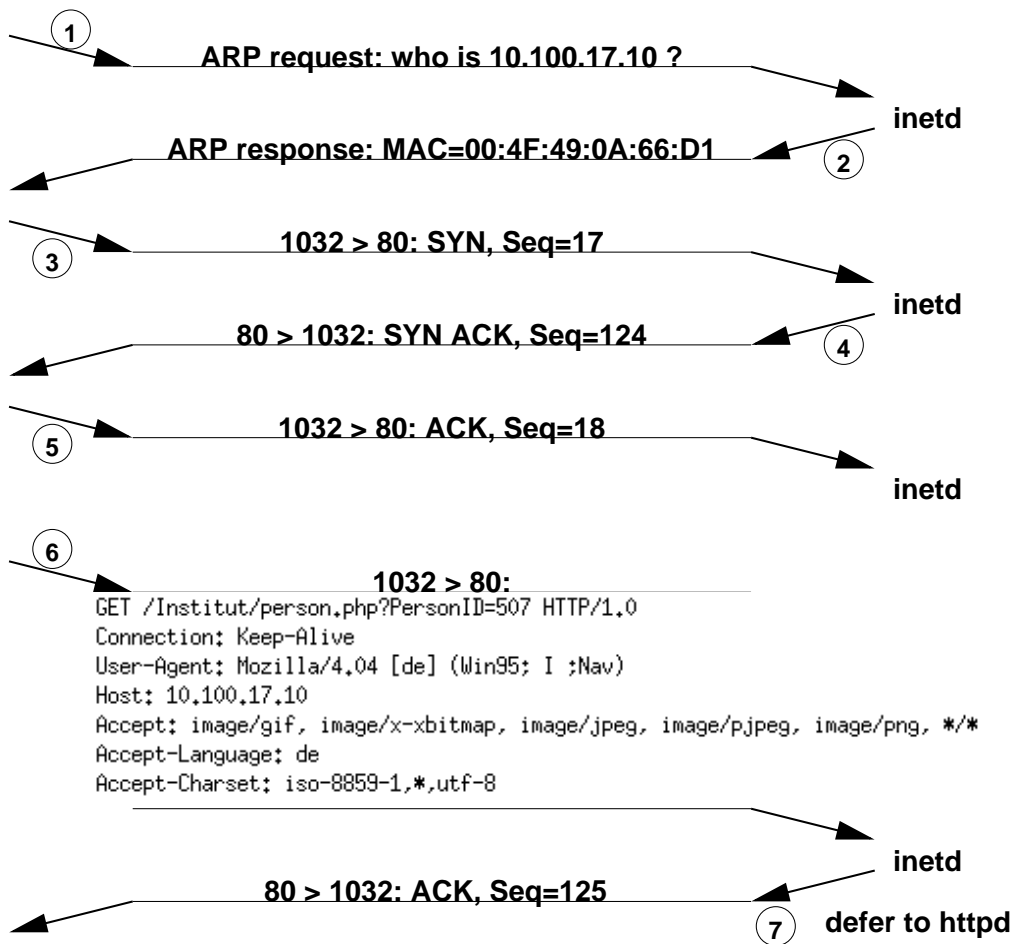 1
ARP request: who is 10.100.17.10 ?
inetd
ARP response: MAC=00:4F:49:0A:66:D1
2
1032 > 80: SYN, Seq=17
3
inetd
80 > 1032: SYN ACK, Seq=124
4
1032 > 80: ACK, Seq=18
5
inetd
6
1032 > 80:
GET /Institut/person.php?PersonID=507 HTTP/1.0
Connection: Keep-Alive
User-Agent: Mozilla/4.04 [de] (Win95; I ;Nav)
Host: 10.100.17.10
Accept: image/gif, image/x-xbitmap, image/jpeg, image/pjpeg, image/png, */*
Accept-Language: de
Accept-Charset: iso-8859-1,*,utf-8
inetd
80 > 1032: ACK, Seq=125
7 defer to httpd